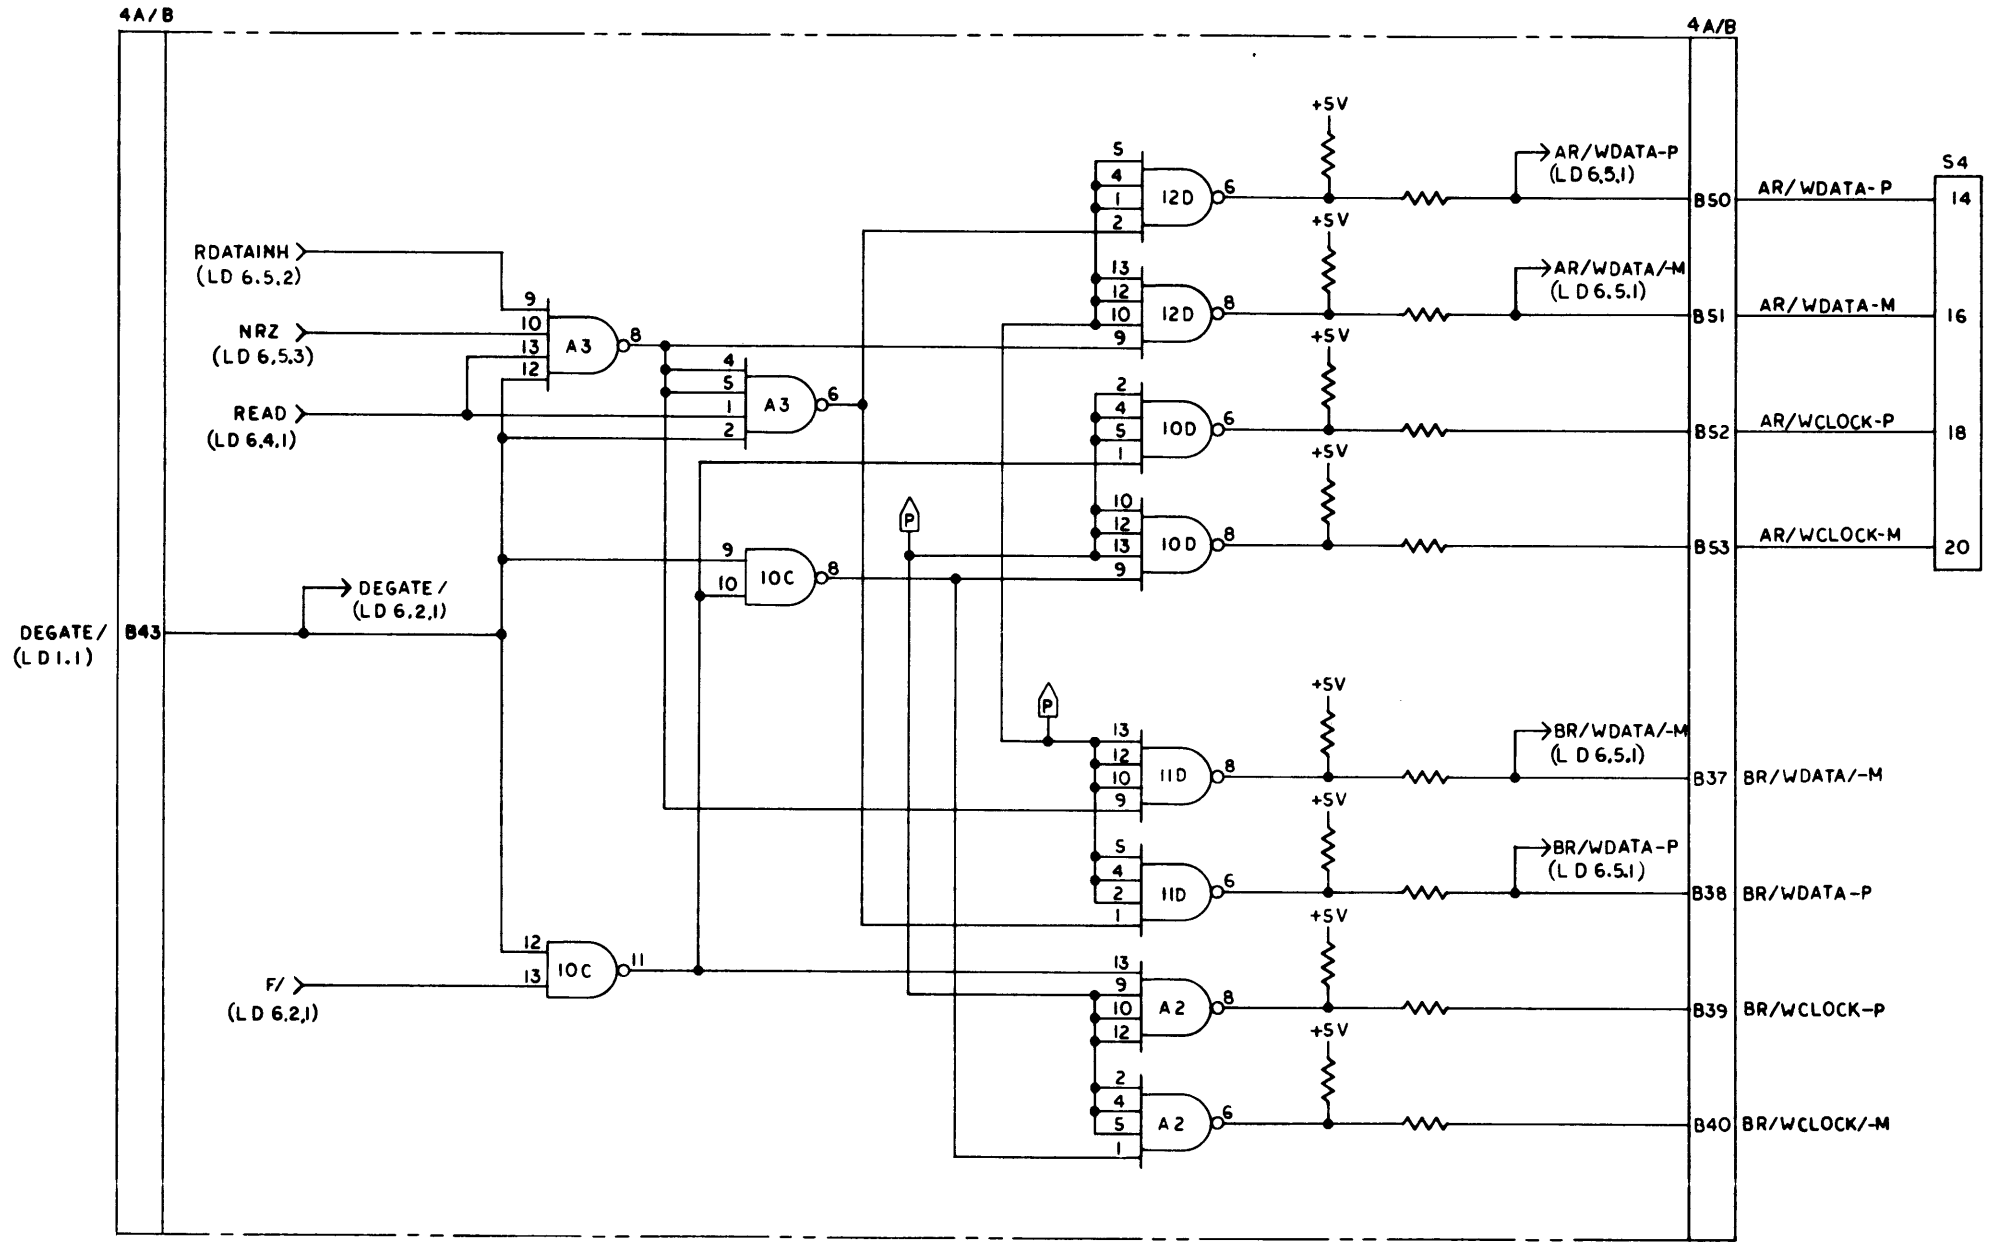 4A/B
4A/B
+5V
AR/WDATA-P
(LD 6.5.1)
5
4
1
2
12D
6
B50
AR/WDATA-P
S4
14
RDATAINH
(LD 6.5.2)
+5V
AR/WDATA/-M
(LD 6.5.1)
13
12
10
9
12D
8
B51
AR/WDATA-M
16
NRZ
(LD 6.5.3)
9
10
13
12
A3
8
READ
(LD 6.4.1)
4
5
1
2
A3
6
+5V
2
4
5
1
10D
6
B52
AR/WCLOCK-P
18
+5V
P
10
12
13
9
10D
8
B53
AR/WCLOCK-M
20
9
10
10C
8
DEGATE/
(LD 6.2.1)
DEGATE/
(LD1.1)
B43
P
+5V
BR/WDATA/-M
(LD 6.5.1)
13
12
10
9
11D
8
B37
BR/WDATA/-M
+5V
BR/WDATA-P
(LD 6.5.1)
5
4
2
1
11D
6
B38
BR/WDATA-P
F/
(LD 6.2.1)
12
13
10C
11
+5V
13
9
10
12
A2
8
B39
BR/WCLOCK-P
+5V
2
4
5
1
A2
6
B40
BR/WCLOCK/-M